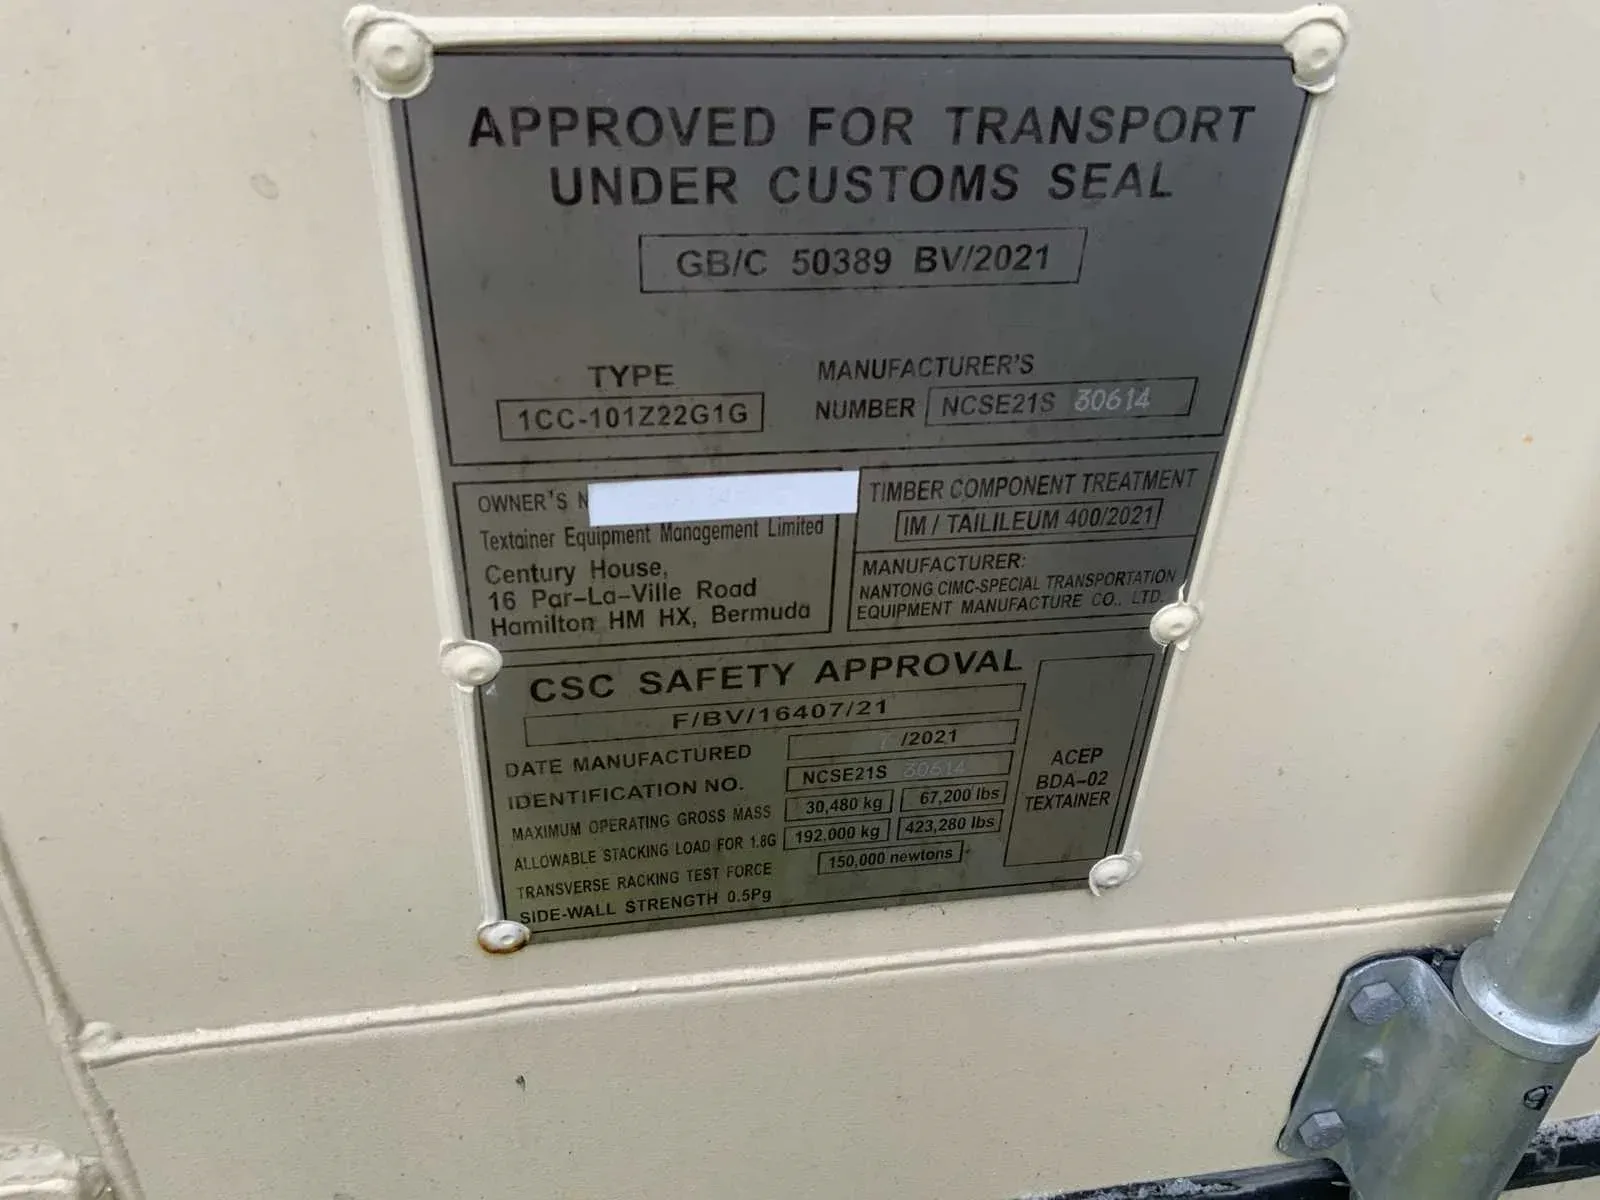 APPROVED FOR TRANSPORT
UNDER CUSTOMS SEAL
GB/C 50389 BV/2021
TYPE
1CC-101Z22G1G
MANUFACTURER'S
NUMBER NCSE21S 30614
OWNER'S
Textainer Equipment Management Limited
Century House,
16 Par-La-Ville Road
Hamilton HM HX, Bermuda
TIMBER COMPONENT TREATMENT
IM / TAILILEUM 400/2021
MANUFACTURER:
NANTONG CIMC-SPECIAL TRANSPORTATION
EQUIPMENT MANUFACTURE CO., LTD.
CSC SAFETY APPROVAL
F/BV/16407/21
DATE MANUFACTURED /2021
IDENTIFICATION NO. NCSE21S 30614
MAXIMUM OPERATING GROSS MASS 30,480 kg 67,200 lbs
ALLOWABLE STACKING LOAD FOR 1.8G 192,000 kg 423,280 lbs
TRANSVERSE RACKING TEST FORCE 150,000 newtons
SIDE-WALL STRENGTH 0.5Pg
ACEP
BDA-02
TEXTAINER